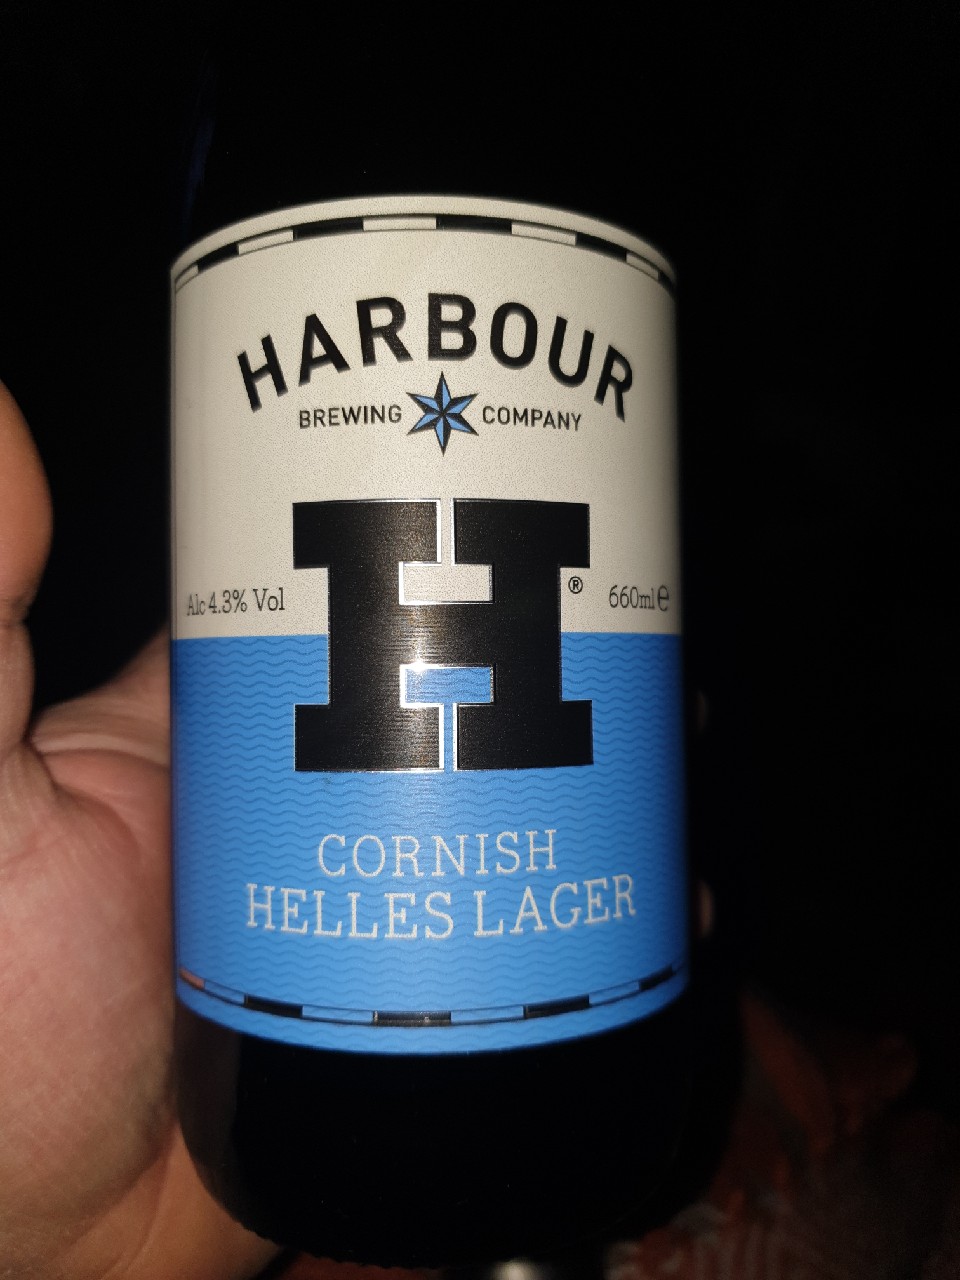 HARBOUR
BREWING COMPANY
H®
Alc 4.3% Vol
660ml e
CORNISH
HELLES LAGER